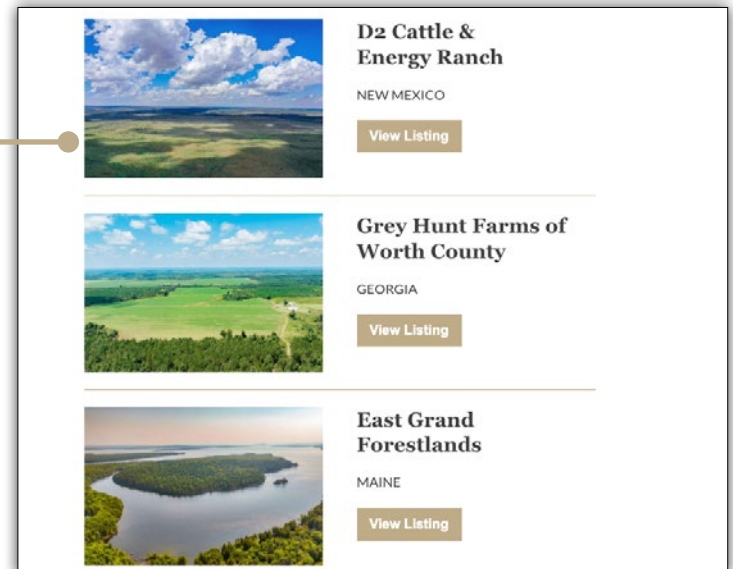 D2 Cattle &
Energy Ranch
NEW MEXICO
View Listing
Grey Hunt Farms of
Worth County
GEORGIA
View Listing
East Grand
Forestlands
MAINE
View Listing